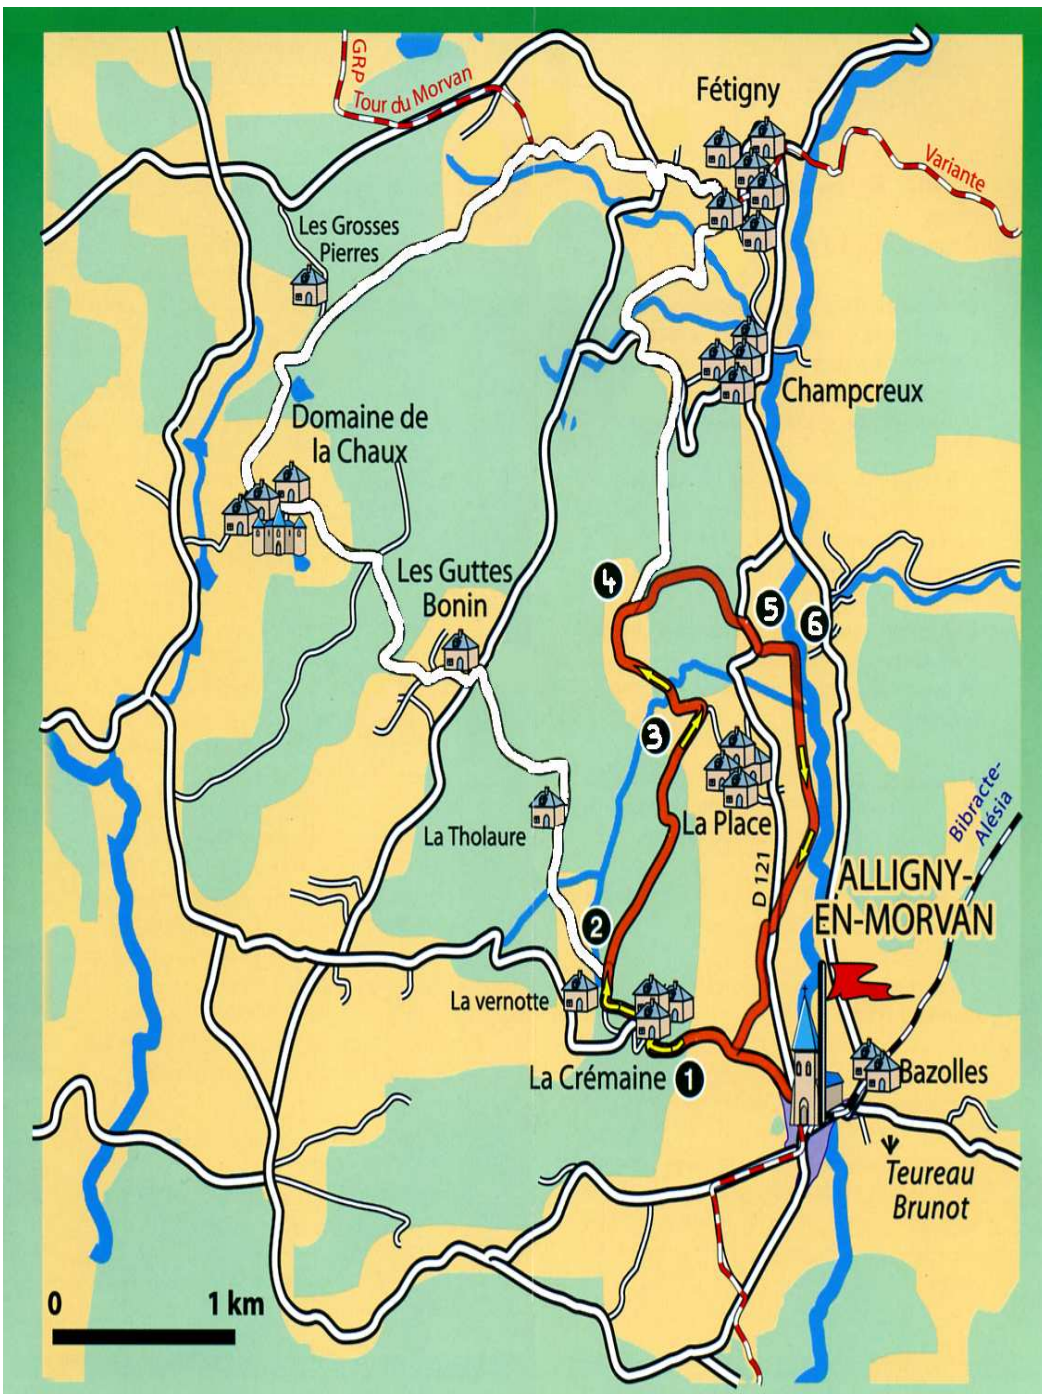 GRP
Tour du Morvan
Fétigny
Variante
Les Grosses
Pierres
Champcreux
Domaine de
la Chaux
Les Guttes
Bonin
4
5
6
3
La Place
La Tholaure
D 121
Bibracte-
Alésia
ALLIGNY-
EN-MORVAN
2
La vernotte
La Crémaine
1
Bazolles
Teureau
Brunot
0
1 km